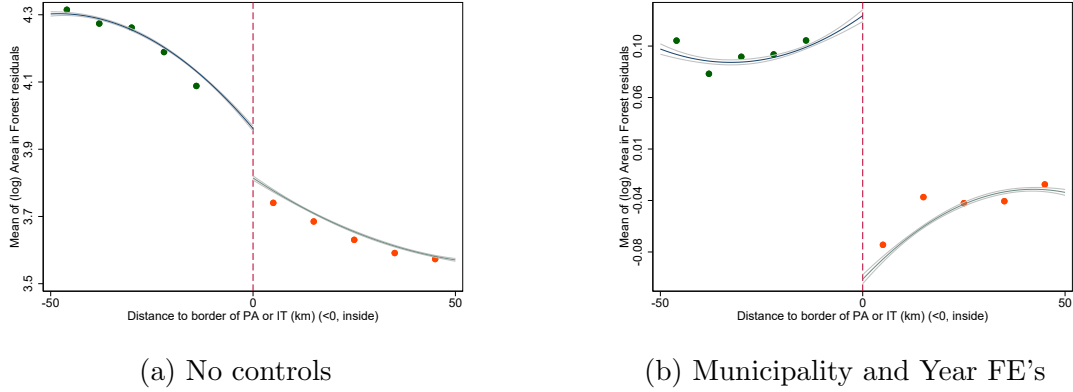 Mean of (log) Area in Forest residuals
4.3
4.1
3.9
3.7
3.5
-50
0
50
Distance to border of PA or IT (km) (<0, inside)
(a) No controls
Mean of (log) Area in Forest residuals
0.10
0.06
0.01
-0.04
-0.08
-50
0
50
Distance to border of PA or IT (km) (<0, inside)
(b) Municipality and Year FE's